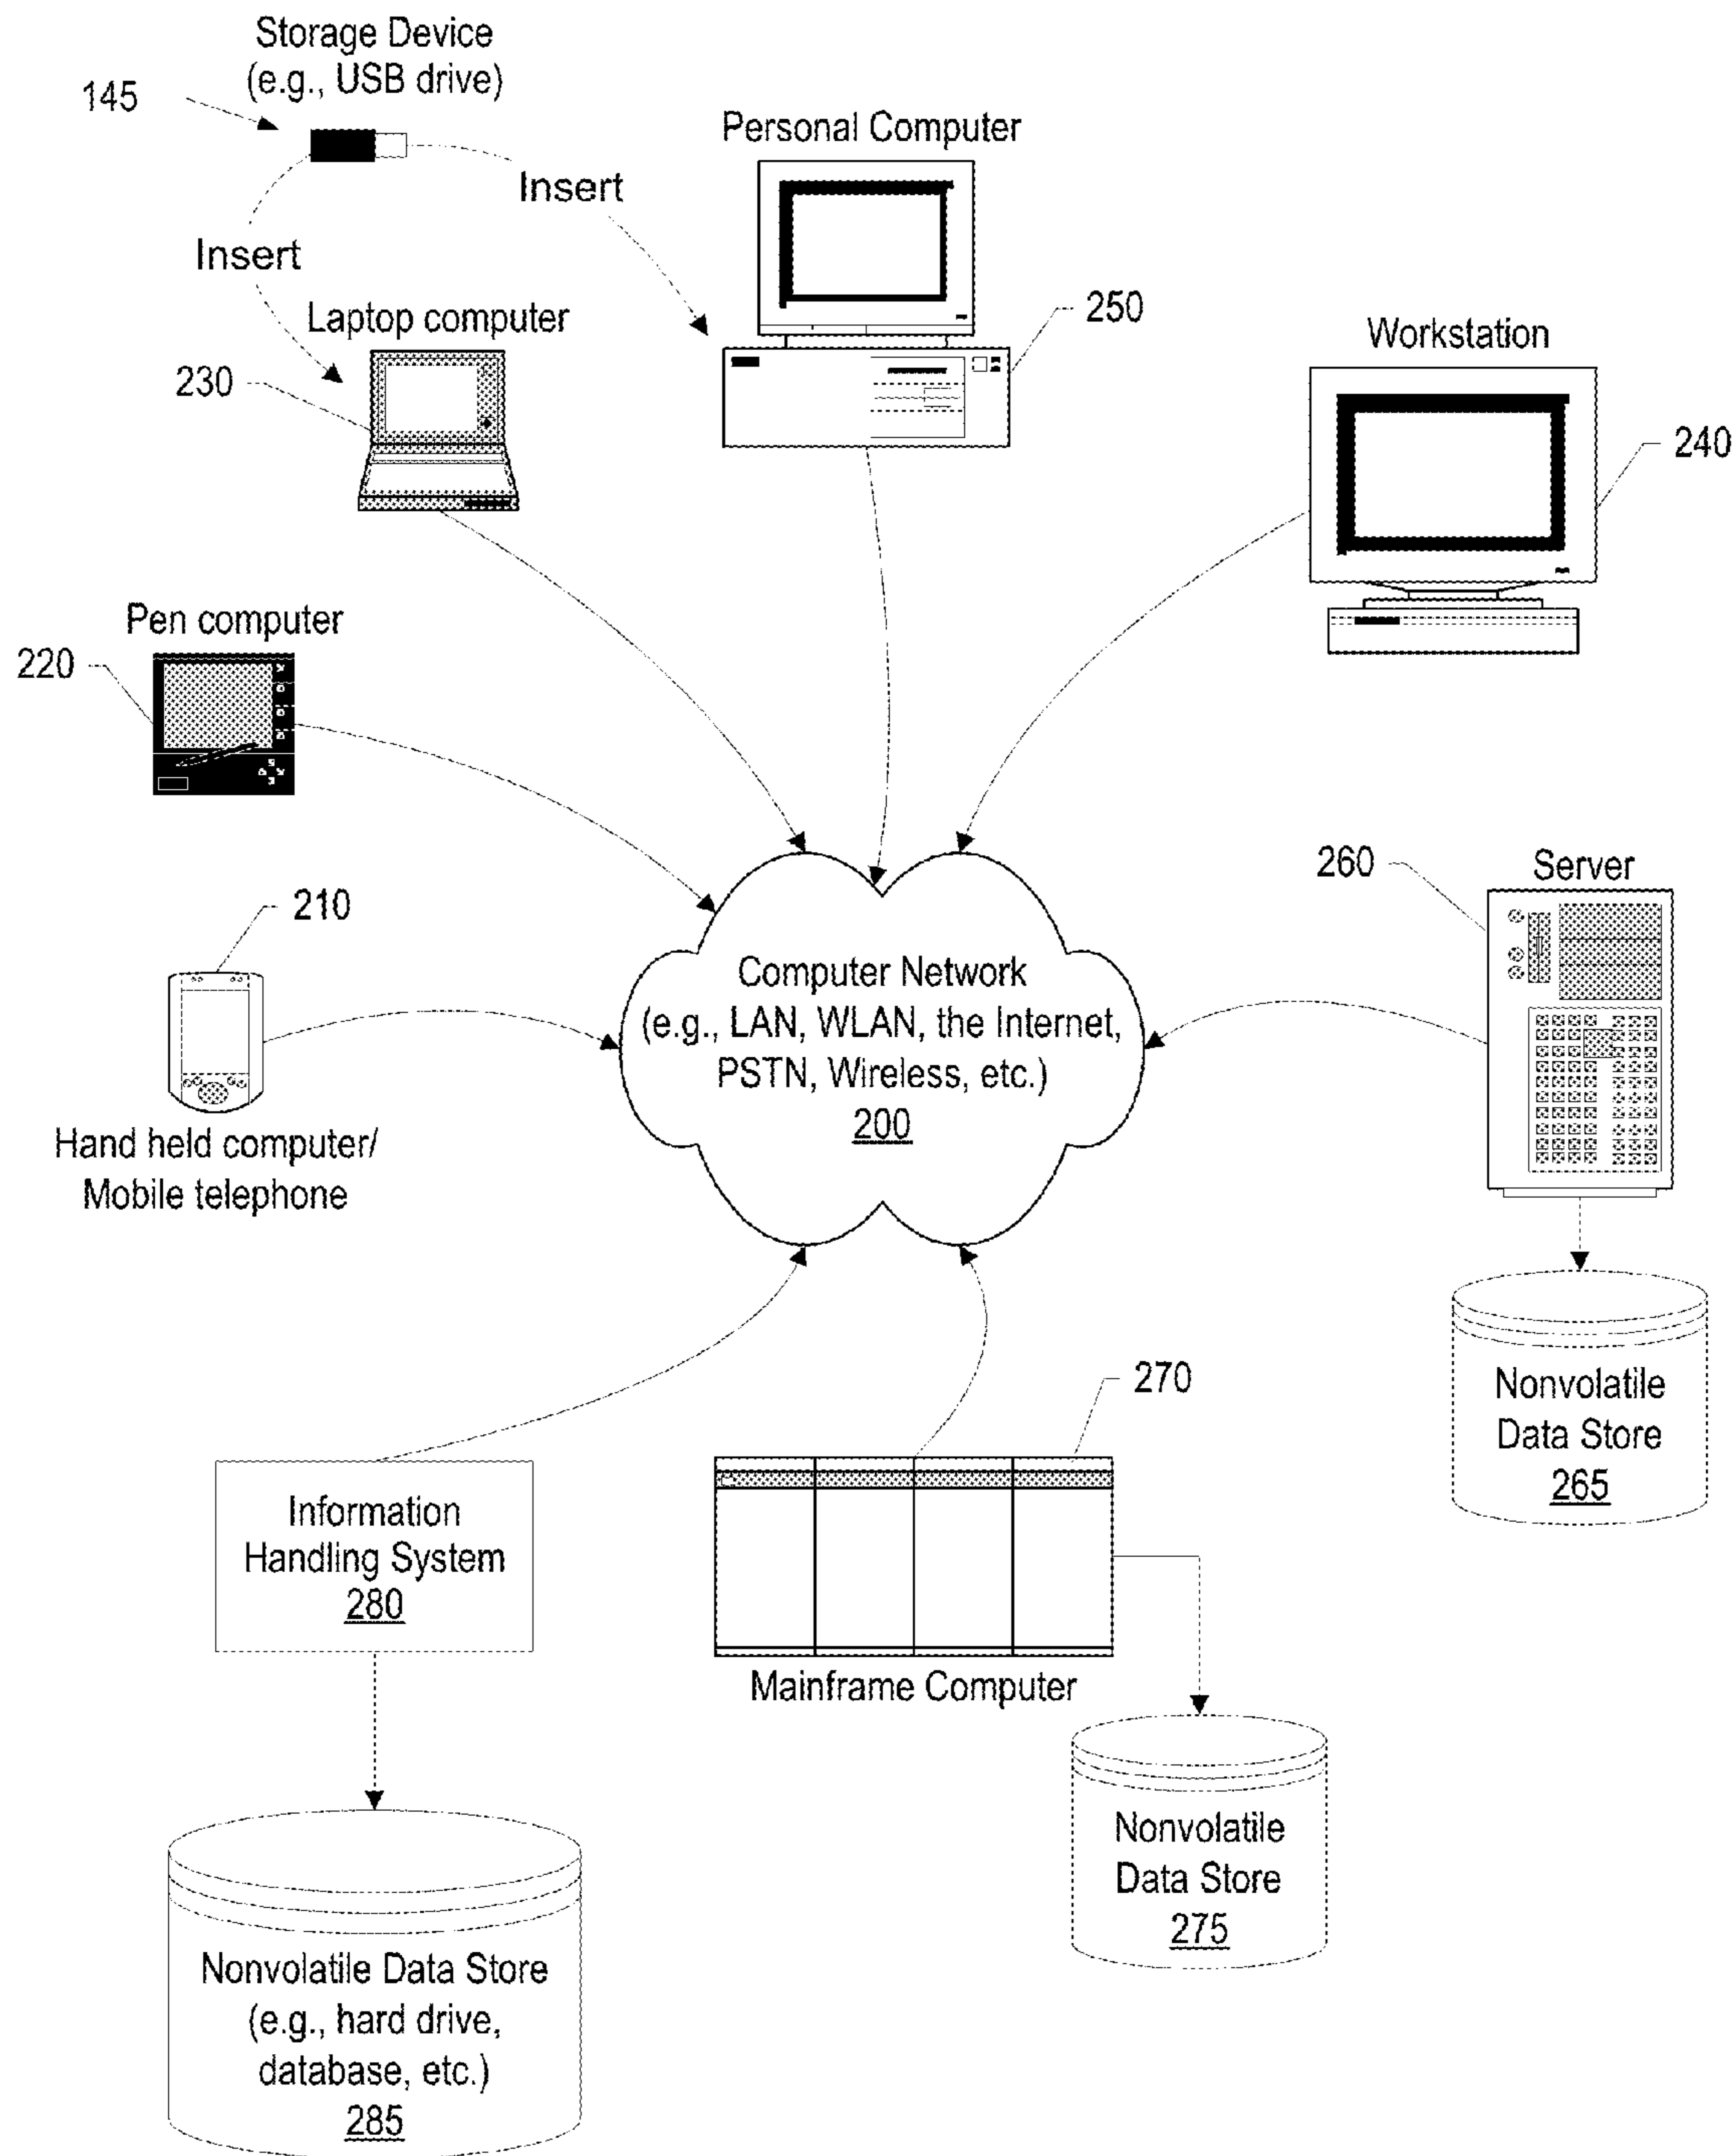 Storage Device
(e.g., USB drive)
145
Personal Computer
Insert
Insert
Laptop computer
250
Workstation
230
240
Pen computer
220
260
Server
210
Computer Network
(e.g., LAN, WLAN, the Internet,
PSTN, Wireless, etc.)
200
Hand held computer/
Mobile telephone
270
Nonvolatile
Data Store
265
Information
Handling System
280
Mainframe Computer
Nonvolatile
Data Store
275
Nonvolatile Data Store
(e.g., hard drive,
database, etc.)
285